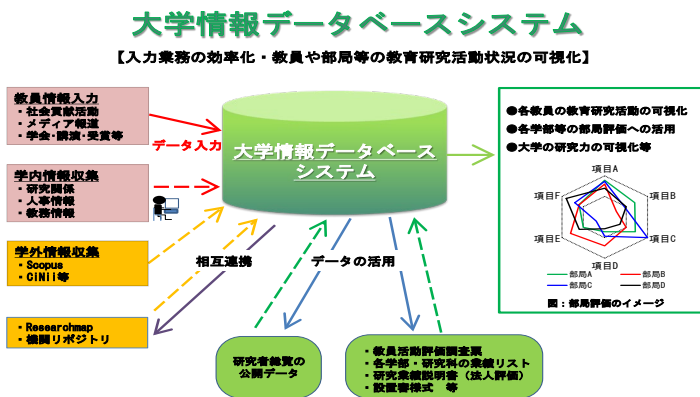 大学情報データベースシステム
【入力業務の効率化・教員や部局等の教育研究活動状況の可視化】
教員情報入力
・社会貢献活動
・メディア報道
・学会・講演・受賞等
データ入力
学内情報収集
・研究関係
・人事情報
・教務情報
学外情報収集
・Scopus
・CiNii等
・Researchmap
・機関リポジトリ
大学情報データベース
システム
相互連携
データの活用
研究者総覧の
公開データ
・教員活動評価調査票
・各学部・研究科の業績リスト
・研究業績説明書（法人評価）
・設置審様式　等
●各教員の教育研究活動の可視化
●各学部等の部局評価への活用
●大学の研究力の可視化等
項目A
項目B
項目C
項目D
項目E
項目F
部局A
部局B
部局C
部局D
図：部局評価のイメージ